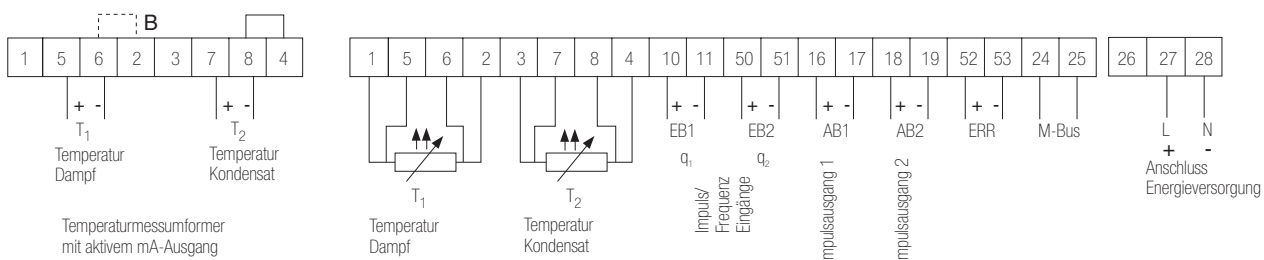 B
1 5 6 2 3 7 8 4
+ - + -
T1
Temperatur
Dampf
T2
Temperatur
Kondensat
Temperaturmessumformer
mit aktivem mA-Ausgang
1 5 6 2 3 7 8 4 10 11 50 51 16 17 18 19 52 53 24 25
T1
Temperatur
Dampf
T2
Temperatur
Kondensat
+ - + - + - + - + -
EB1 EB2 AB1 AB2 ERR M-Bus
q1 q2
Impuls/
Frequenz
Eingänge
mpulsausgang 1
mpulsausgang 2
26 27 28
L N
+ -
Anschluss
Energieversorgung